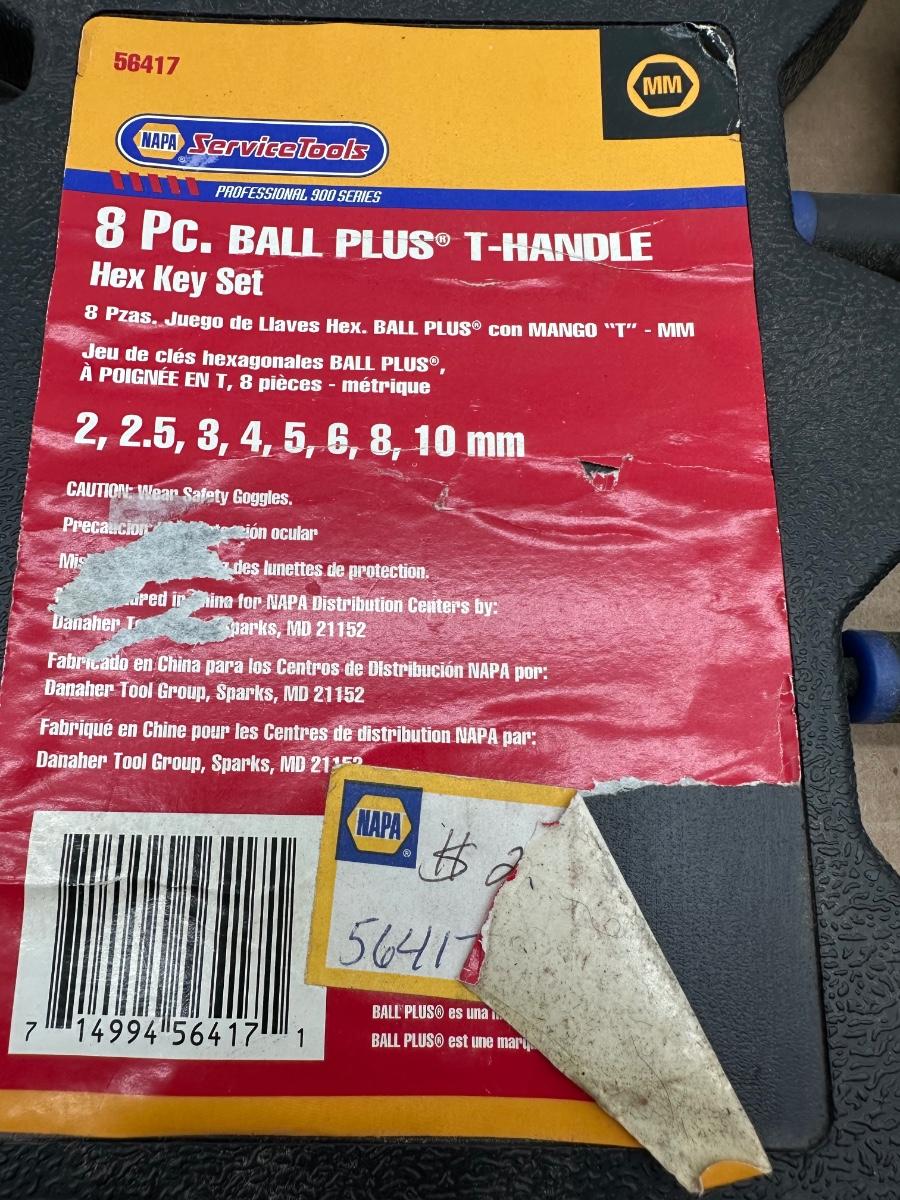 56417
MM
NAPA ® ServiceTools
PROFESSIONAL 900 SERIES
8 Pc. BALL PLUS® T-HANDLE
Hex Key Set
8 Pzas. Juego de Llaves Hex. BALL PLUS® con MANGO "T" - MM
Jeu de clés hexagonales BALL PLUS®,
À POIGNÉE EN T, 8 pièces - métrique
2, 2.5, 3, 4, 5, 6, 8, 10 mm
CAUTION: Wear Safety Goggles.
ocular
des lunettes de protection.
for NAPA Distribution Centers by:
Danaher Sparks, MD 21152
Fabricado en China para los Centros de Distribución NAPA por:
Danaher Tool Group, Sparks, MD 21152
Fabriqué en Chine pour les Centres de distribution NAPA par:
Danaher Tool Group, Sparks, MD 21152
NAPA ®
$ 2
5641
BALL PLUS® es una
BALL PLUS® est une
7 14994 56417 1